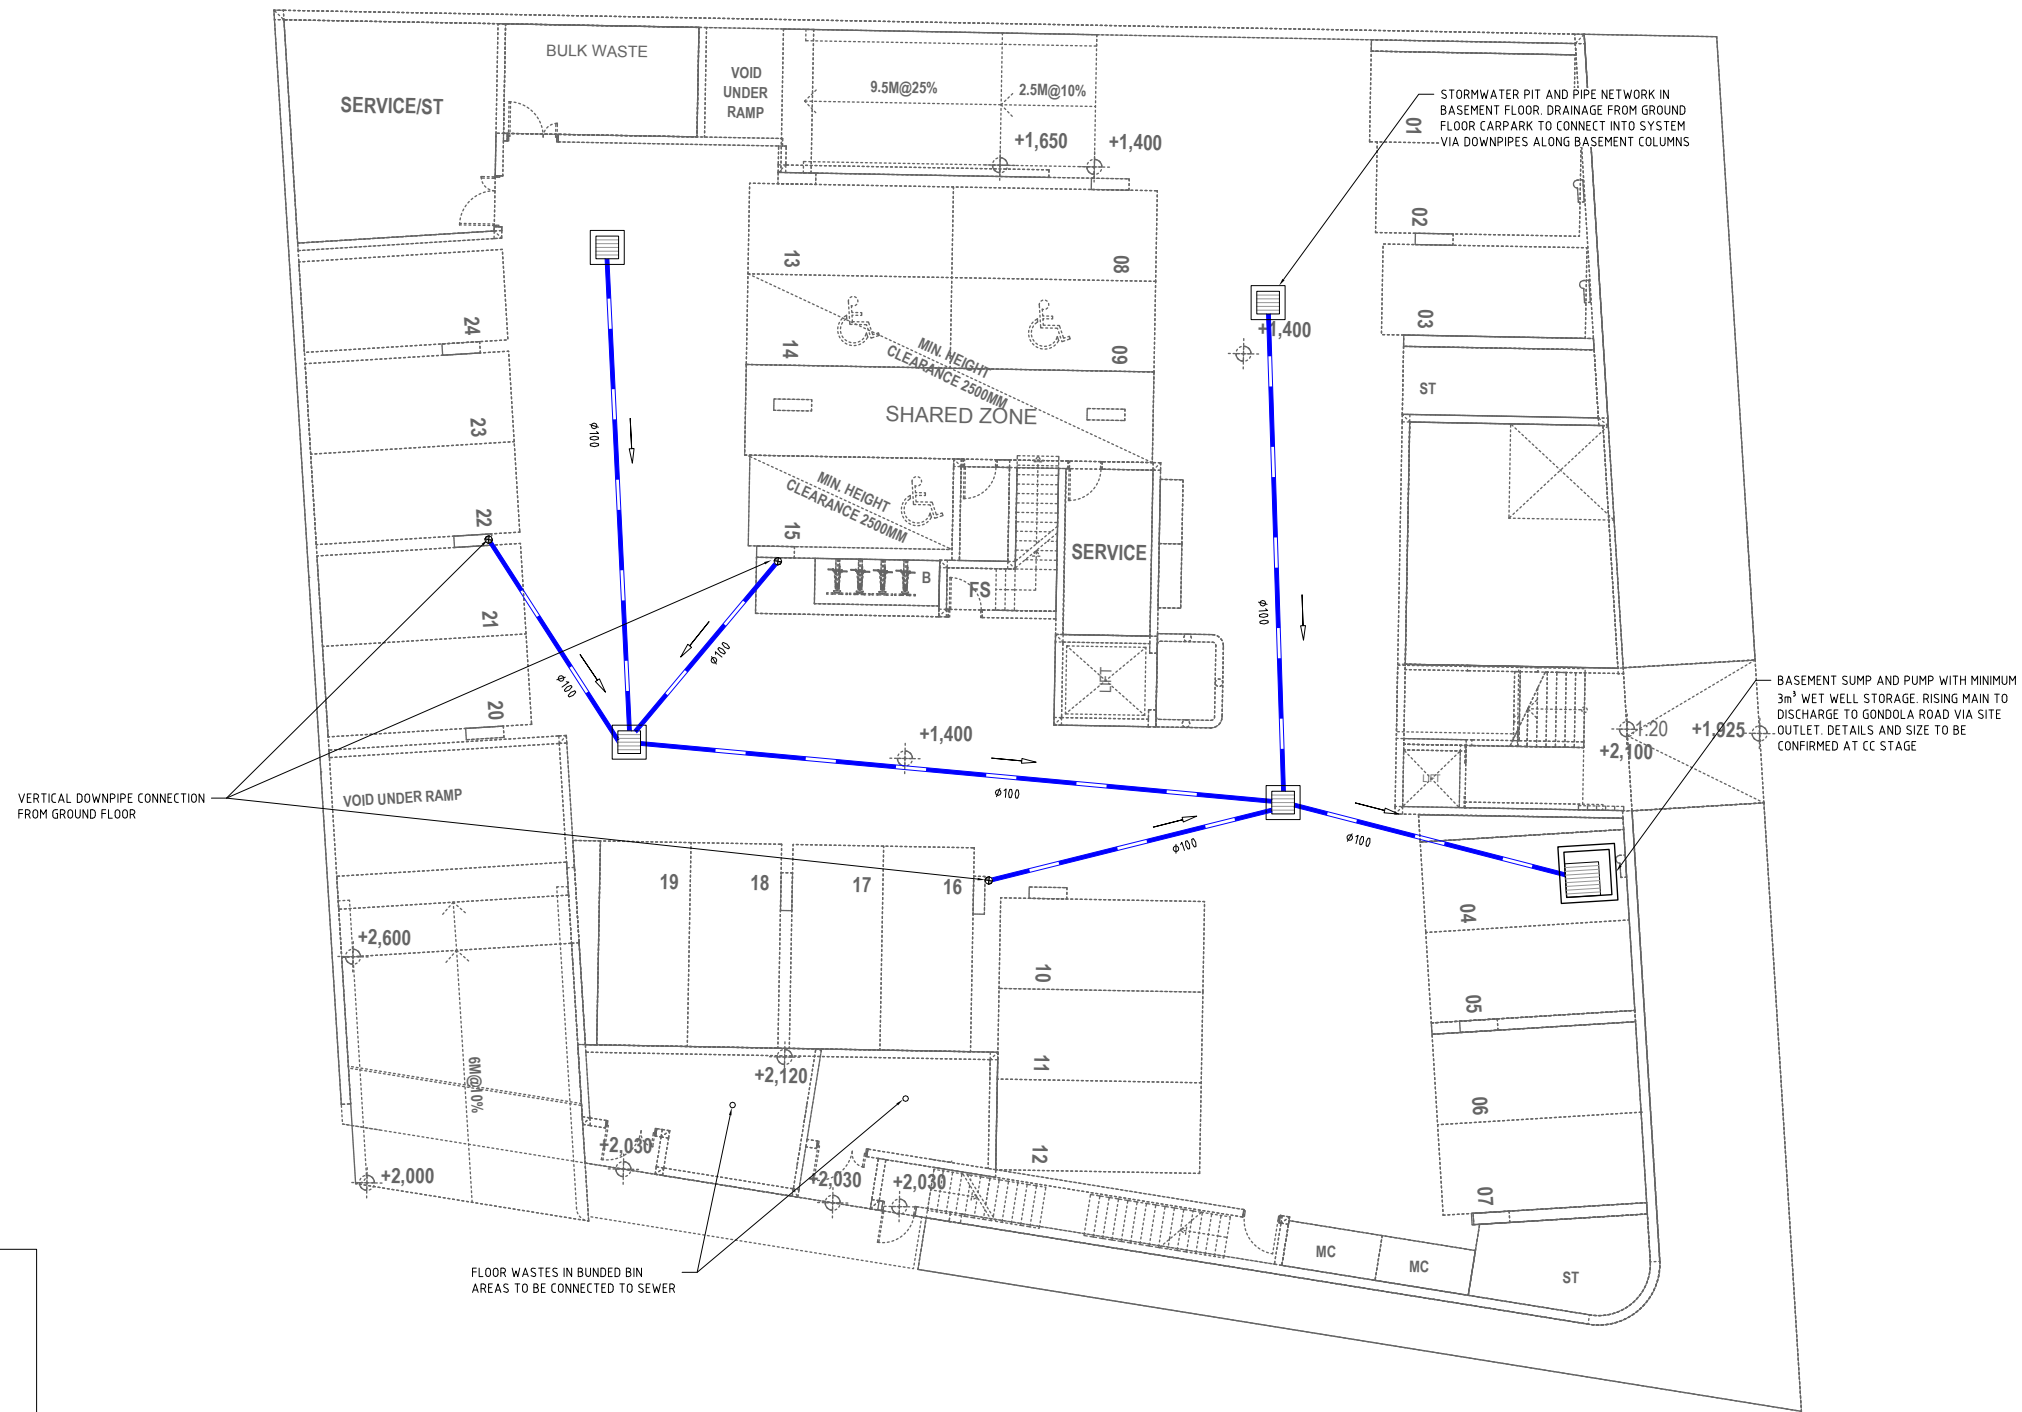 BULK WASTE
SERVICE/ST
VOID
UNDER
RAMP
9.5M@25%
2.5M@10%
+1,650
+1,400
STORMWATER PIT AND PIPE NETWORK IN
BASEMENT FLOOR. DRAINAGE FROM GROUND
FLOOR CARPARK TO CONNECT INTO SYSTEM
VIA DOWNPIPES ALONG BASEMENT COLUMNS
01
02
03
13
08
14
09
24
23
22
21
20
+1,400
MIN. HEIGHT
CLEARANCE 2500MM
SHARED ZONE
ST
MIN. HEIGHT
CLEARANCE 2500MM
15
SERVICE
B
FS
LIFT
ø100
ø100
ø100
ø100
+1,400
ø100
ø100
ø100
1:20
+2,100
+1,925
LIFT
BASEMENT SUMP AND PUMP WITH MINIMUM
3m³ WET WELL STORAGE. RISING MAIN TO
DISCHARGE TO GONDOLA ROAD VIA SITE
OUTLET. DETAILS AND SIZE TO BE
CONFIRMED AT CC STAGE
VERTICAL DOWNPIPE CONNECTION
FROM GROUND FLOOR
VOID UNDER RAMP
19
18
17
16
04
05
06
07
10
11
12
+2,600
6M@10%
+2,000
+2,120
+2,030
+2,030
+2,030
FLOOR WASTES IN BUNDED BIN
AREAS TO BE CONNECTED TO SEWER
MC
MC
ST